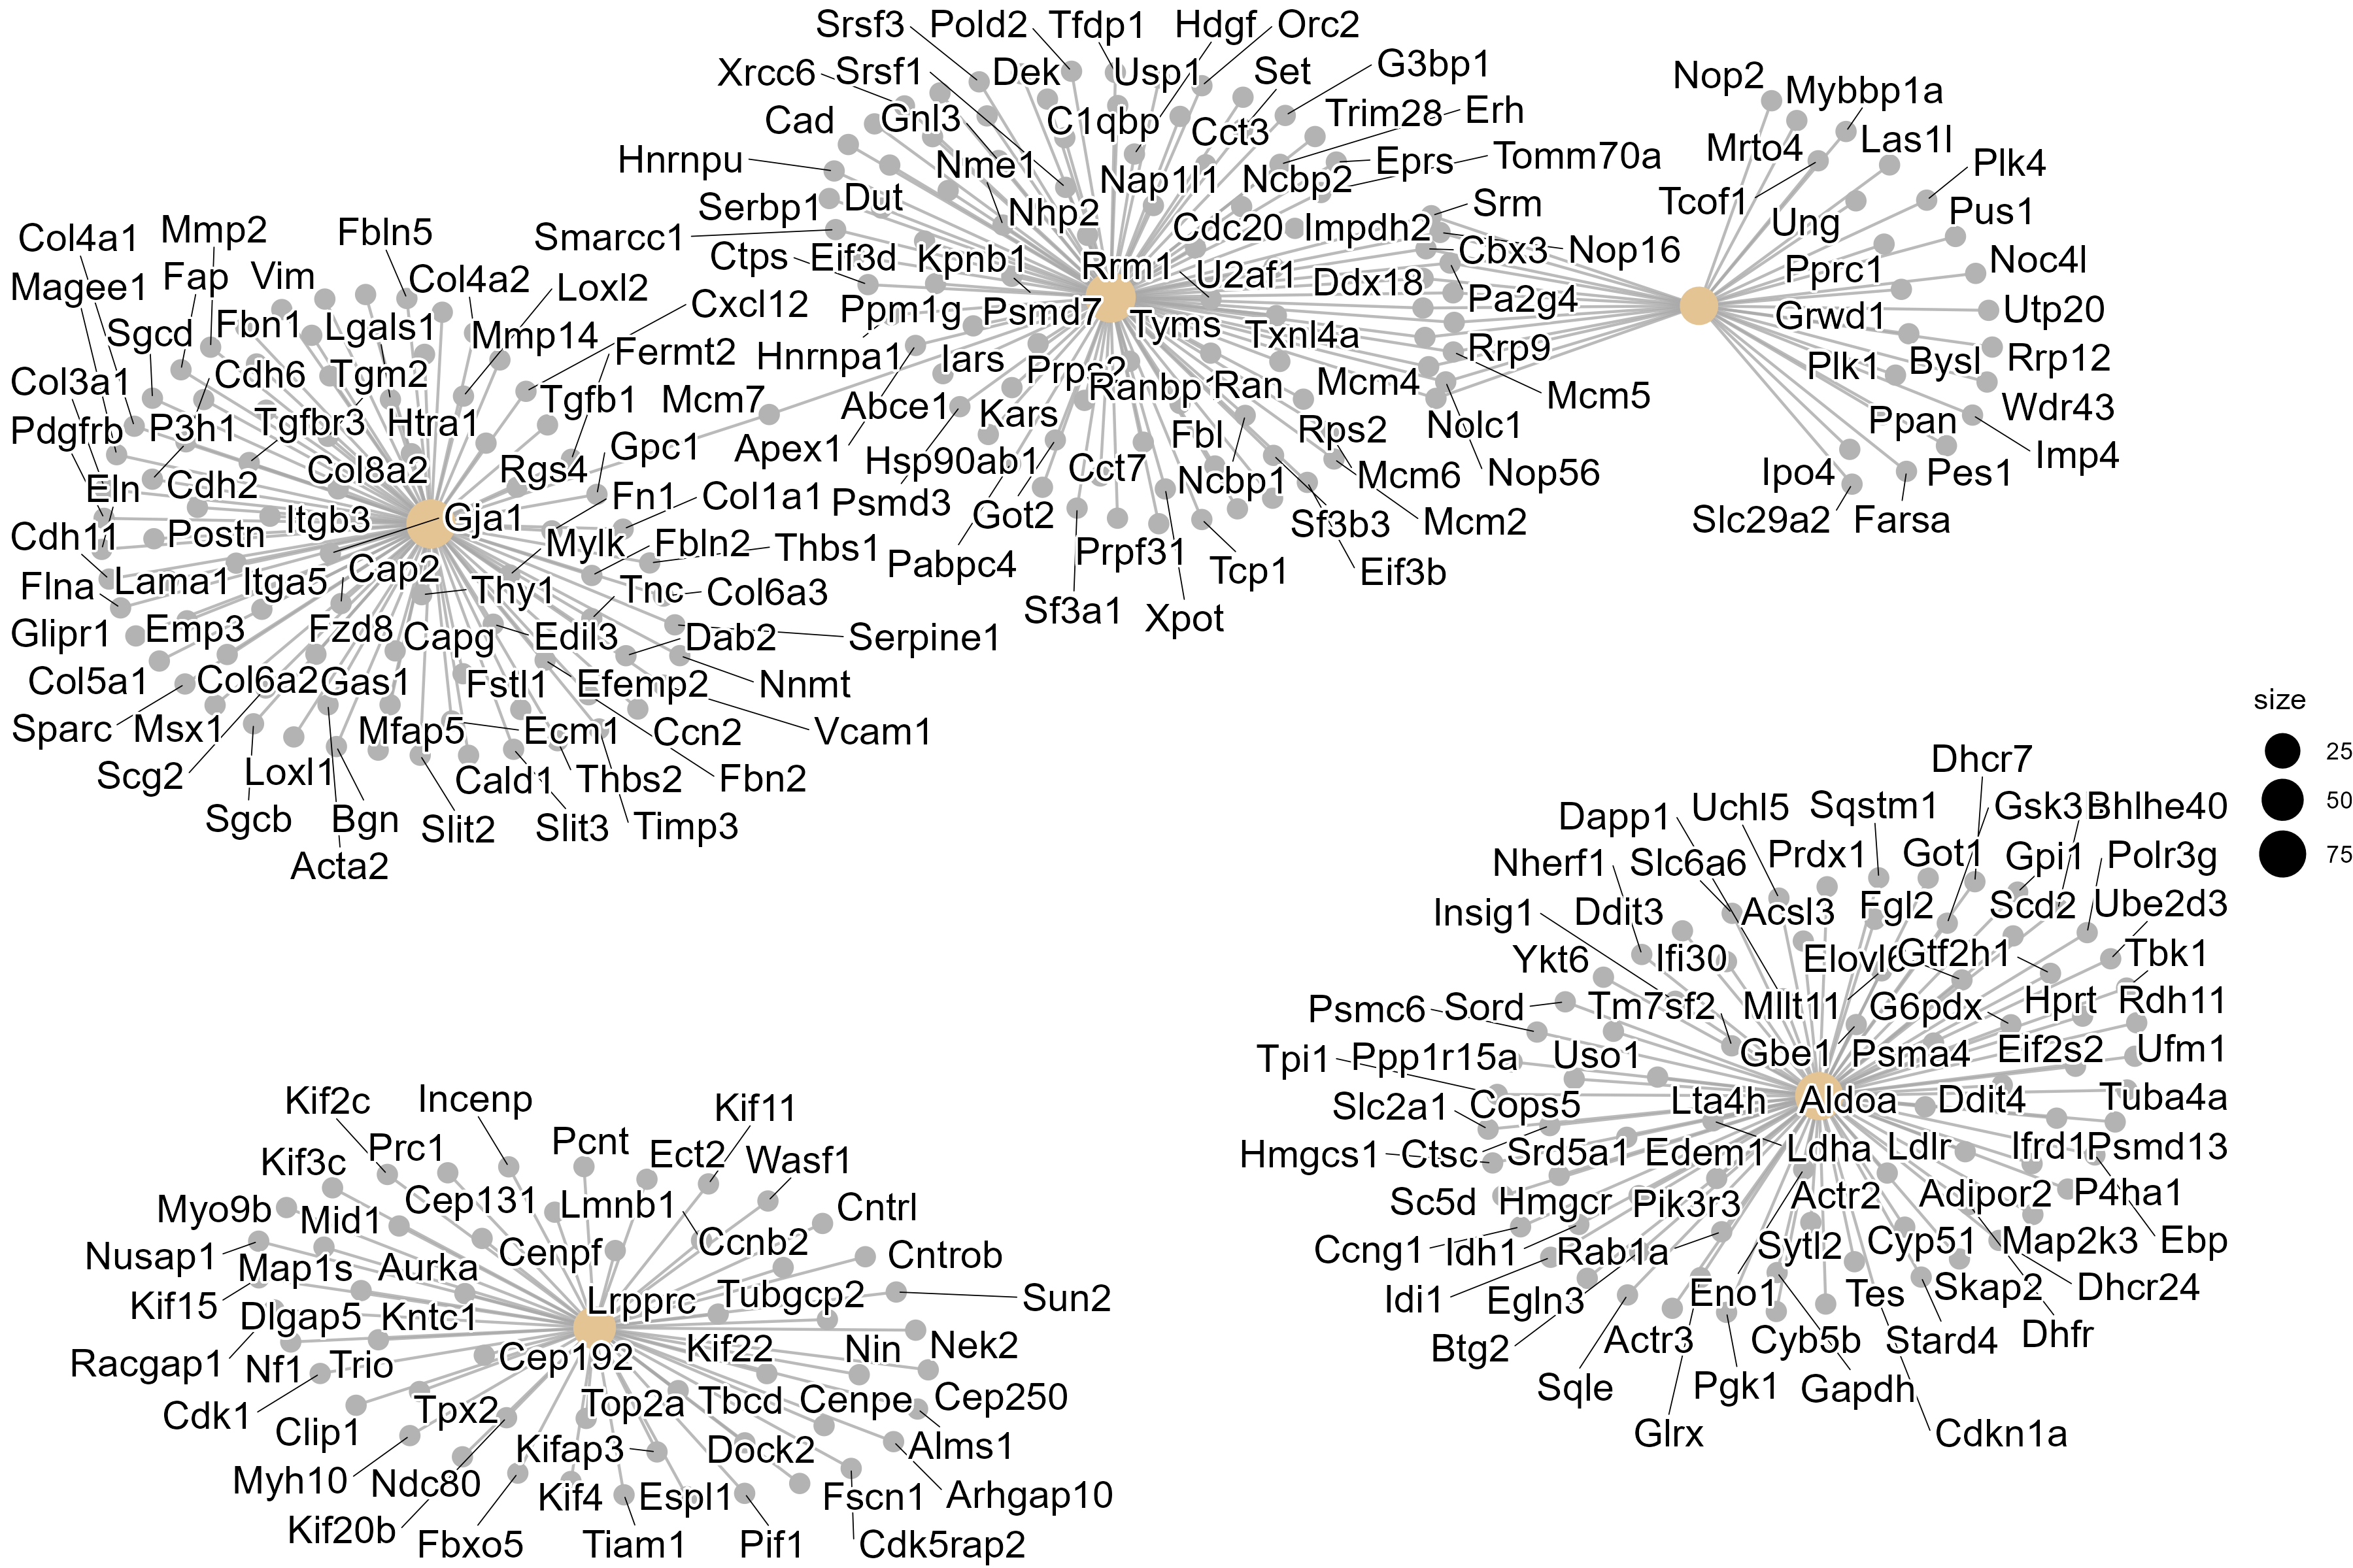 Srsf3
Pold2
Tfdp1
Hdgf
Orc2
Xrcc6
Srsf1
Dek
Usp1
Set
G3bp1
Cad
Gnl3
C1qbp
Cct3
Trim28
Erh
Hnrnpu
Nme1
Nap1l1
Ncbp2
Eprs
Tomm70a
Serbp1
Dut
Nhp2
Cdc20
Impdh2
Srm
Smarcc1
Ctps
Eif3d
Kpnb1
Rrm1
U2af1
Ddx18
Cbx3
Nop16
Ppm1g
Psmd7
Tyms
Txnl4a
Pa2g4
Hnrnpa1
Iars
Prps2
Ranbp1
Ran
Mcm4
Rrp9
Mcm5
Mcm7
Abce1
Kars
Fbl
Rps2
Nolc1
Apex1
Hsp90ab1
Cct7
Ncbp1
Mcm6
Nop56
Psmd3
Got2
Sf3b3
Mcm2
Pabpc4
Prpf31
Tcp1
Eif3b
Sf3a1
Xpot
Nop2
Mybbp1a
Mrto4
Las1l
Plk4
Tcof1
Ung
Pus1
Pprc1
Noc4l
Grwd1
Utp20
Plk1
Bysl
Rrp12
Ppan
Wdr43
Ipo4
Pes1
Imp4
Slc29a2
Farsa
Col4a1
Mmp2
Fbln5
Magee1
Fap
Vim
Col4a2
Loxl2
Sgcd
Fbn1
Lgals1
Mmp14
Cxcl12
Col3a1
Cdh6
Tgm2
Fermt2
Pdgfrb
P3h1
Tgfbr3
Htra1
Tgfb1
Eln
Cdh2
Col8a2
Rgs4
Gpc1
Cdh11
Postn
Itgb3
Gja1
Fn1
Col1a1
Flna
Lama1
Itga5
Cap2
Mylk
Fbln2
Thbs1
Thy1
Tnc
Col6a3
Glipr1
Emp3
Fzd8
Capg
Edil3
Dab2
Serpine1
Col5a1
Col6a2
Gas1
Fstl1
Efemp2
Nnmt
Sparc
Msx1
Mfap5
Ecm1
Ccn2
Vcam1
Scg2
Loxl1
Cald1
Thbs2
Fbn2
Sgcb
Bgn
Slit2
Slit3
Timp3
Acta2
size
25
50
75
Dhcr7
Dapp1
Uchl5
Sqstm1
Gsk3
Bhlhe40
Nherf1
Slc6a6
Prdx1
Got1
Gpi1
Polr3g
Insig1
Ddit3
Acsl3
Fgl2
Scd2
Ube2d3
Ykt6
Ifi30
Elovl6
Gtf2h1
Tbk1
Psmc6
Sord
Tm7sf2
Mllt11
G6pdx
Hprt
Rdh11
Tpi1
Ppp1r15a
Uso1
Gbe1
Psma4
Eif2s2
Ufm1
Slc2a1
Cops5
Lta4h
Aldoa
Ddit4
Tuba4a
Hmgcs1
Ctsc
Srd5a1
Edem1
Ldha
Ldlr
Ifrd1
Psmd13
Sc5d
Hmgcr
Pik3r3
Actr2
Adipor2
P4ha1
Ccng1
Idh1
Rab1a
Sytl2
Cyp51
Map2k3
Ebp
Idi1
Egln3
Eno1
Tes
Skap2
Dhcr24
Btg2
Actr3
Cyb5b
Stard4
Dhfr
Sqle
Pgk1
Gapdh
Glrx
Cdkn1a
Kif2c
Incenp
Kif11
Kif3c
Prc1
Pcnt
Ect2
Wasf1
Myo9b
Mid1
Cep131
Lmnb1
Cntrl
Nusap1
Map1s
Aurka
Cenpf
Ccnb2
Cntrob
Kif15
Dlgap5
Kntc1
Lrpprc
Tubgcp2
Sun2
Racgap1
Nf1
Trio
Cep192
Kif22
Nin
Nek2
Cdk1
Clip1
Tpx2
Top2a
Tbcd
Cenpe
Cep250
Myh10
Ndc80
Kifap3
Dock2
Alms1
Kif20b
Kif4
Espl1
Fscn1
Arhgap10
Fbxo5
Tiam1
Pif1
Cdk5rap2